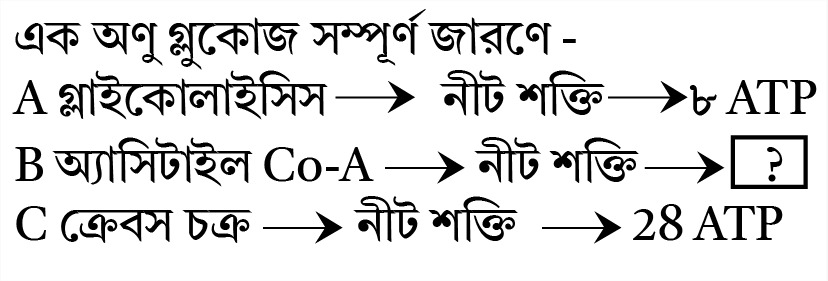 এক অণু গ্লুকোজ সম্পূর্ণ জারণে -
A গ্লাইকোলাইসিস ⟶ নীট শক্তি ⟶ ৮ ATP
B অ্যাসিটাইল Co-A ⟶ নীট শক্তি ⟶ ?
C ক্রেবস চক্র ⟶ নীট শক্তি ⟶ 28 ATP